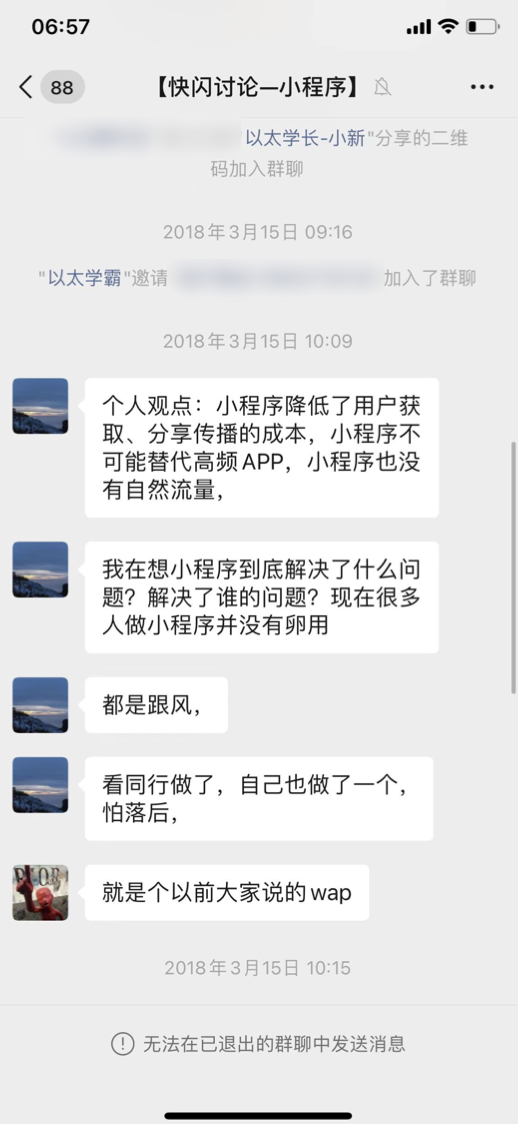 06:57
88
【快闪讨论—小程序】
以太学长-小新"分享的二维
码加入群聊
2018年3月15日 09:16
"以太学霸"邀请
加入了群聊
2018年3月15日 10:09
个人观点：小程序降低了用户获
取、分享传播的成本，小程序不
可能替代高频APP，小程序也没
有自然流量，
我在想小程序到底解决了什么问
题？解决了谁的问题？现在很多
人做小程序并没有卵用
都是跟风，
看同行做了，自己也做了一个，
怕落后，
就是个以前大家说的wap
2018年3月15日 10:15
无法在已退出的群聊中发送消息